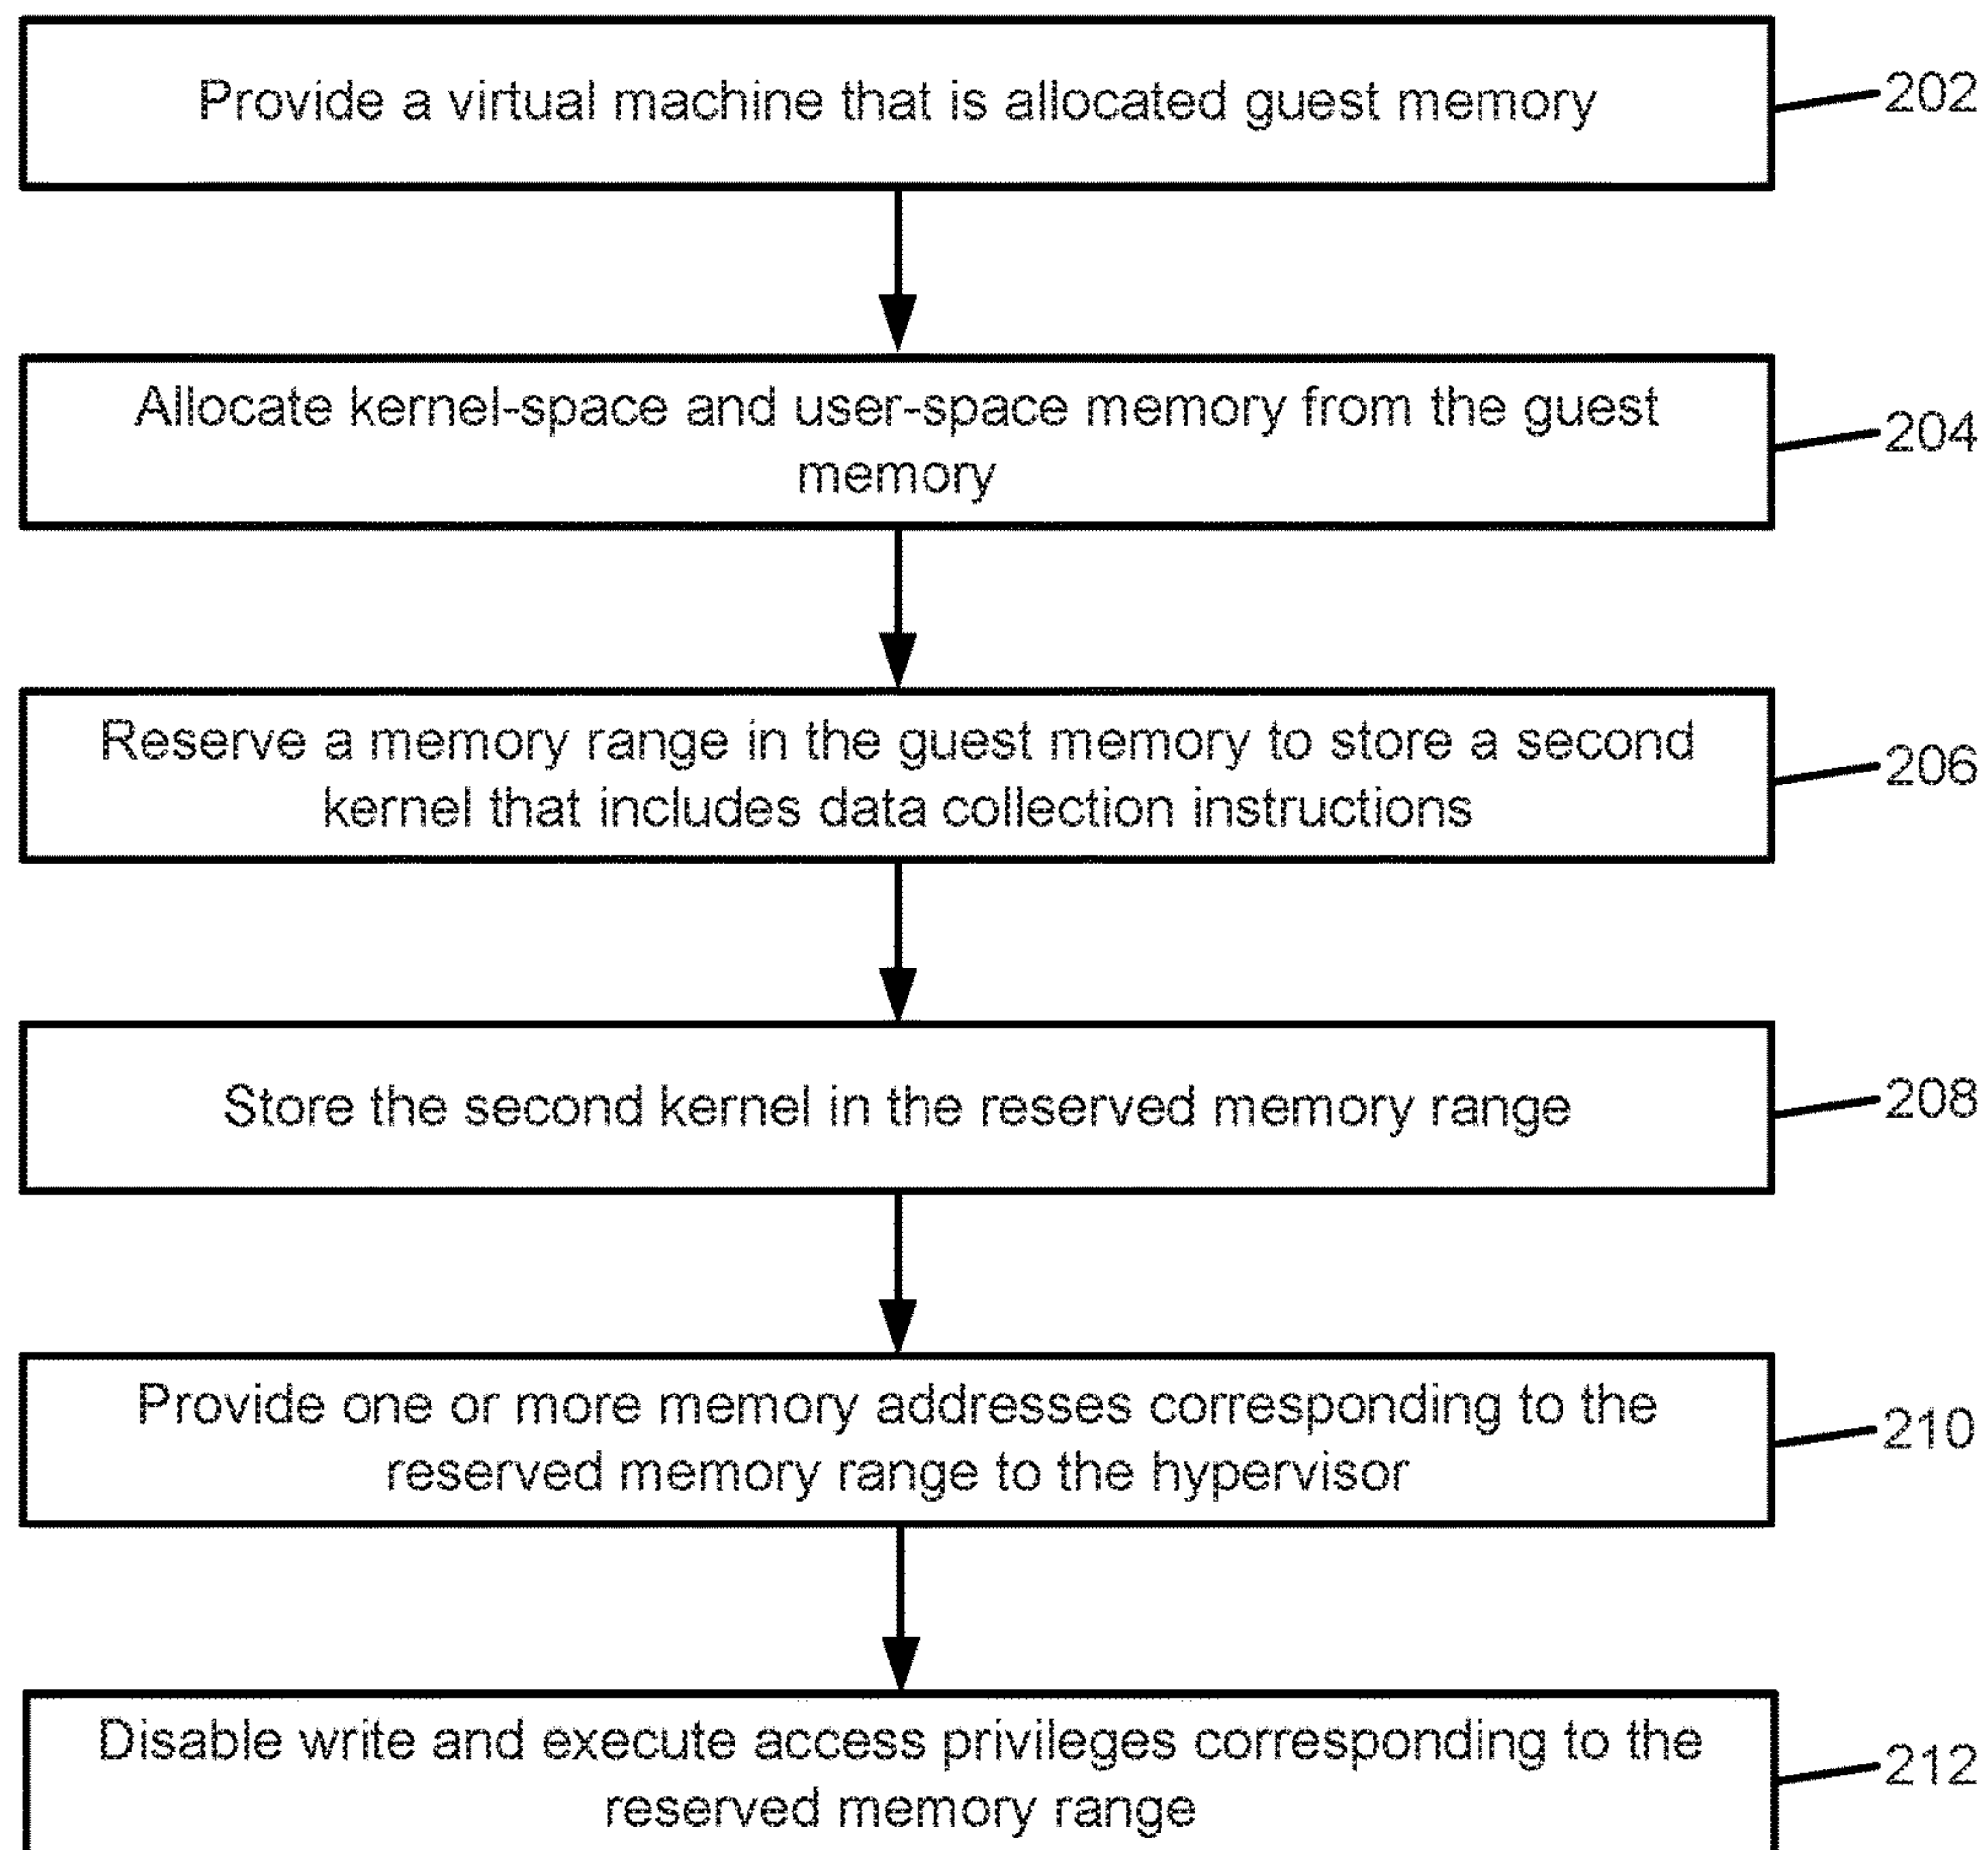 Provide a virtual machine that is allocated guest memory
202
Allocate kernel-space and user-space memory from the guest
memory
204
Reserve a memory range in the guest memory to store a second
kernel that includes data collection instructions
206
Store the second kernel in the reserved memory range
208
Provide one or more memory addresses corresponding to the
reserved memory range to the hypervisor
210
Disable write and execute access privileges corresponding to the
reserved memory range
212